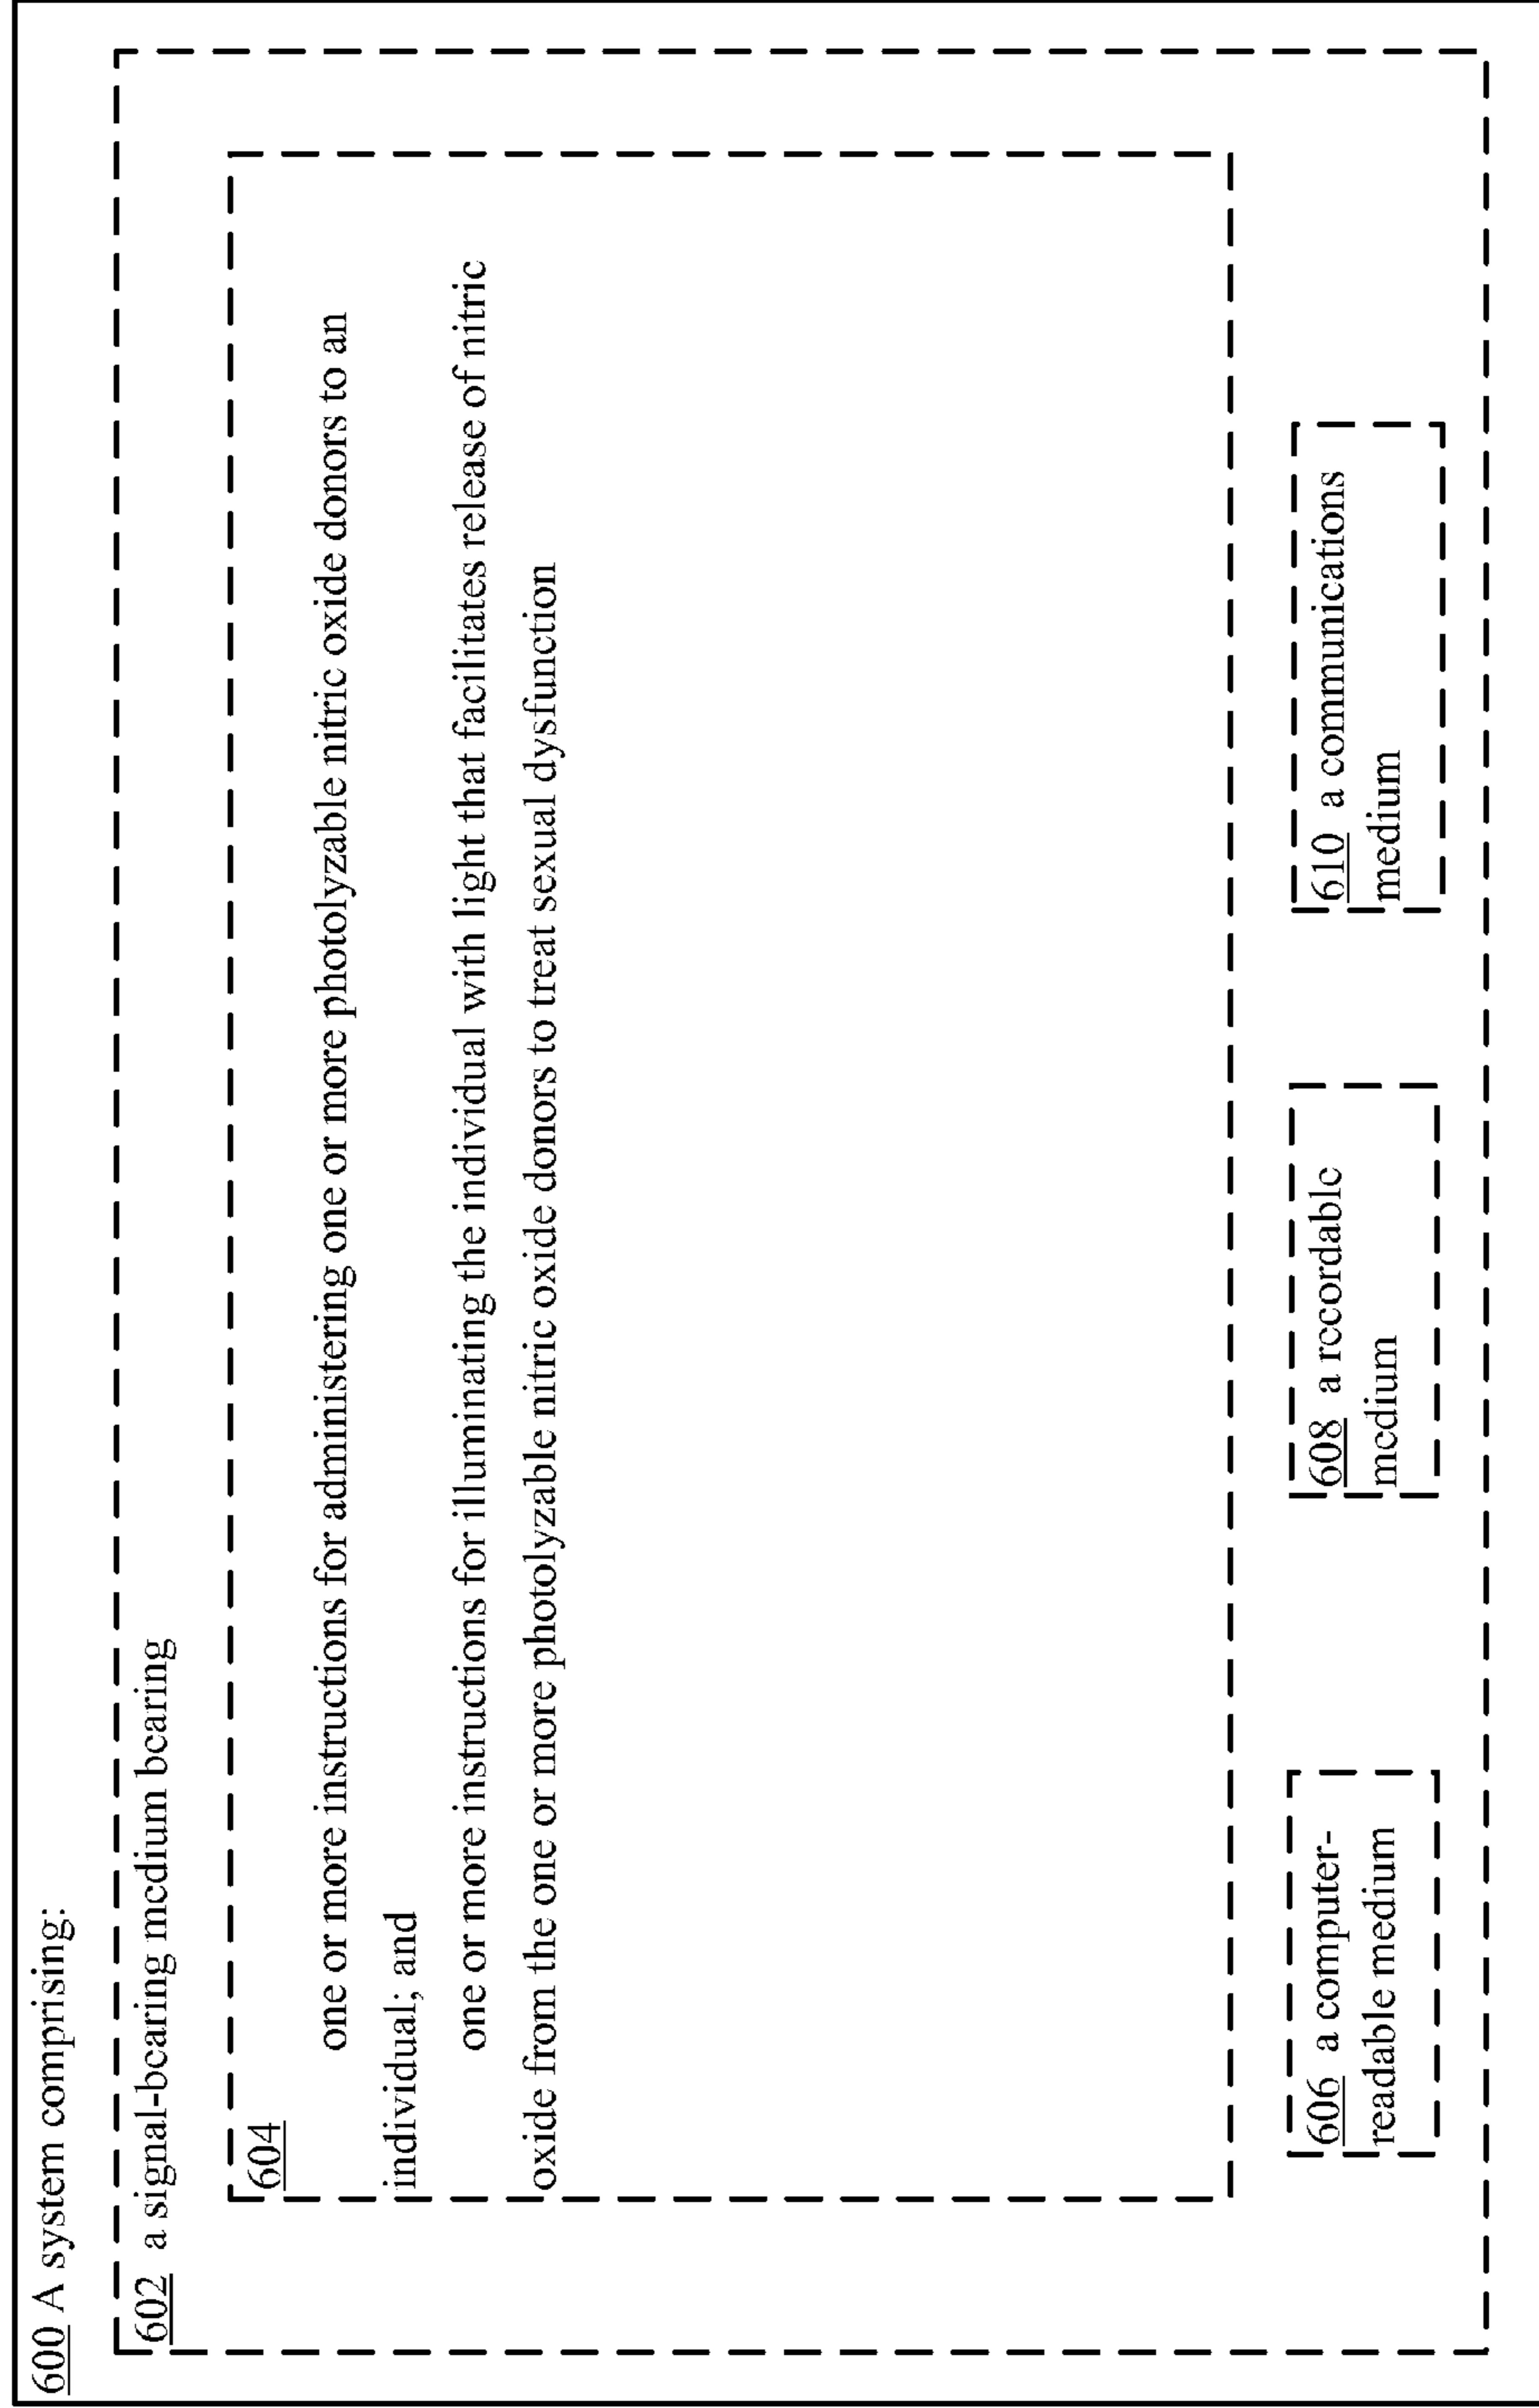 600 A system comprising:
602 a signal-bearing medium bearing
604
one or more instructions for administering one or more photolyzable nitric oxide donors to an
individual; and
one or more instructions for illuminating the individual with light that facilitates release of nitric
oxide from the one or more photolyzable nitric oxide donors to treat sexual dysfunction
606 a computer-
readable medium
608 a recordable
medium
610 a communications
medium